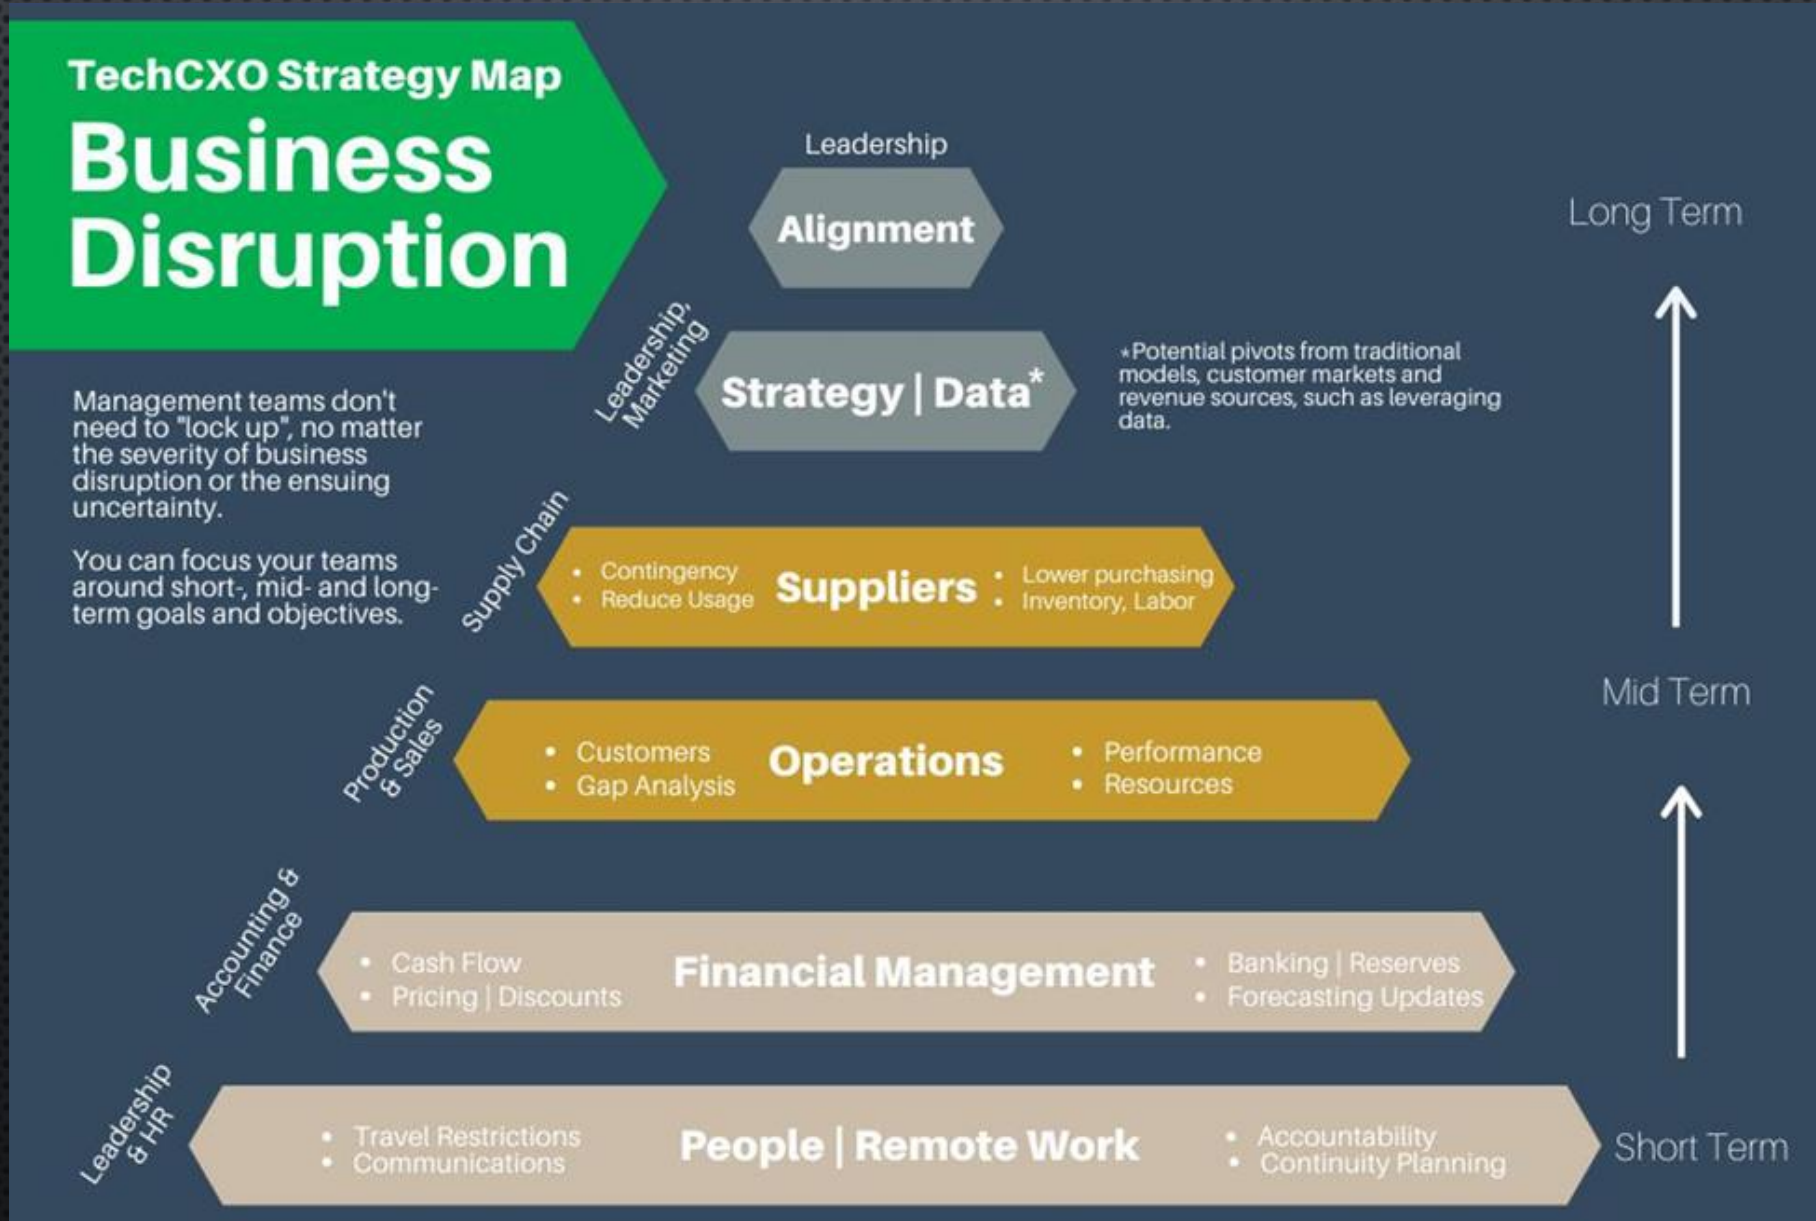 TechCXO Strategy Map
Business
Disruption
Management teams don't
need to "lock up", no matter
the severity of business
disruption or the ensuing
uncertainty.
You can focus your teams
around short-, mid- and long-
term goals and objectives.
Leadership
Alignment
Long Term
Leadership,
Marketing
Strategy | Data*
*Potential pivots from traditional
models, customer markets and
revenue sources, such as leveraging
data.
Supply Chain
• Contingency
• Reduce Usage
Suppliers
• Lower purchasing
• Inventory, Labor
Mid Term
Production
& Sales
• Customers
• Gap Analysis
Operations
• Performance
• Resources
Accounting &
Finance
• Cash Flow
• Pricing | Discounts
Financial Management
• Banking | Reserves
• Forecasting Updates
Leadership
& HR
• Travel Restrictions
• Communications
People | Remote Work
• Accountability
• Continuity Planning
Short Term